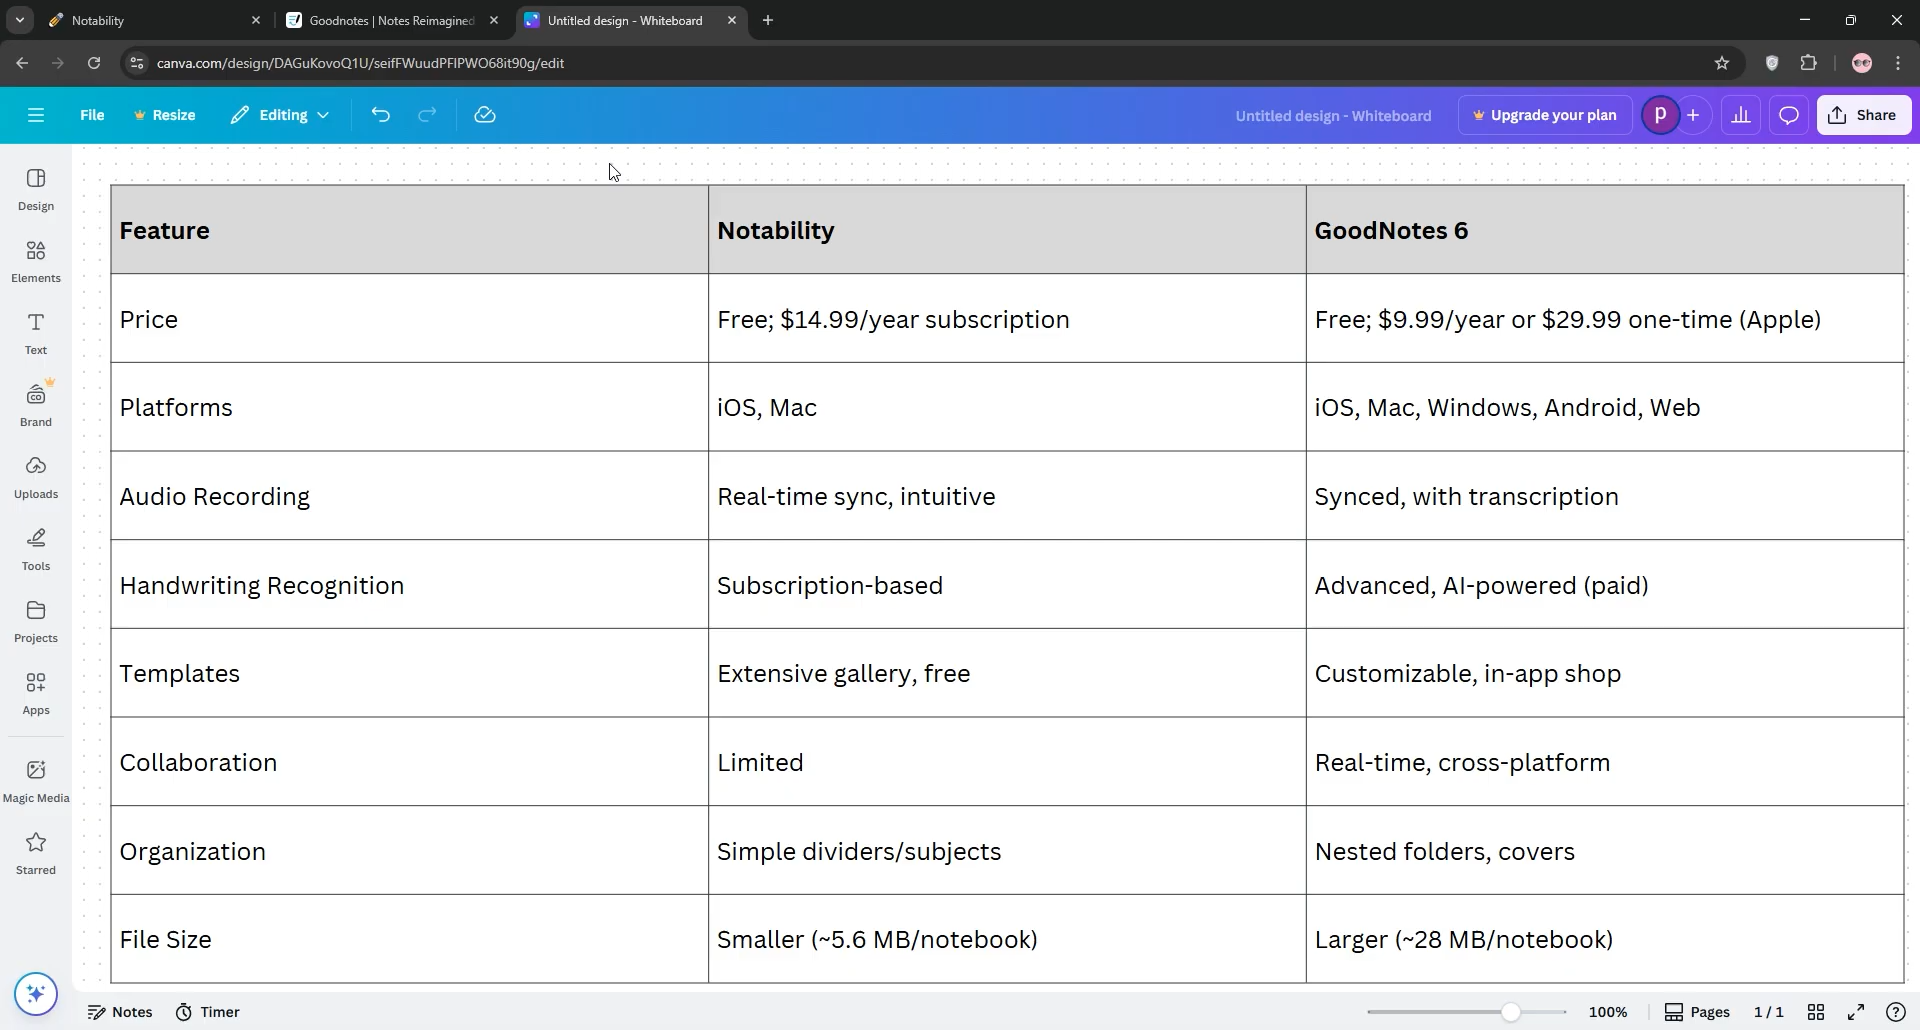 Notability
Goodnotes | Notes Reimagined
Untitled design - Whiteboard
canva.com/design/DAGuKovoQ1U/seifFWuudPFlPWO68it90g/edit
File
Resize
Editing
Untitled design - Whiteboard
Upgrade your plan
P
Share
Design
Elements
Text
Brand
Uploads
Tools
Projects
Apps
Magic Media
Starred
Feature Notability GoodNotes 6
Price Free; $14.99/year subscription Free; $9.99/year or $29.99 one-time (Apple)
Platforms iOS, Mac iOS, Mac, Windows, Android, Web
Audio Recording Real-time sync, intuitive Synced, with transcription
Handwriting Recognition Subscription-based Advanced, AI-powered (paid)
Templates Extensive gallery, free Customizable, in-app shop
Collaboration Limited Real-time, cross-platform
Organization Simple dividers/subjects Nested folders, covers
File Size Smaller (~5.6 MB/notebook) Larger (~28 MB/notebook)
Notes
Timer
100%
Pages
1 / 1